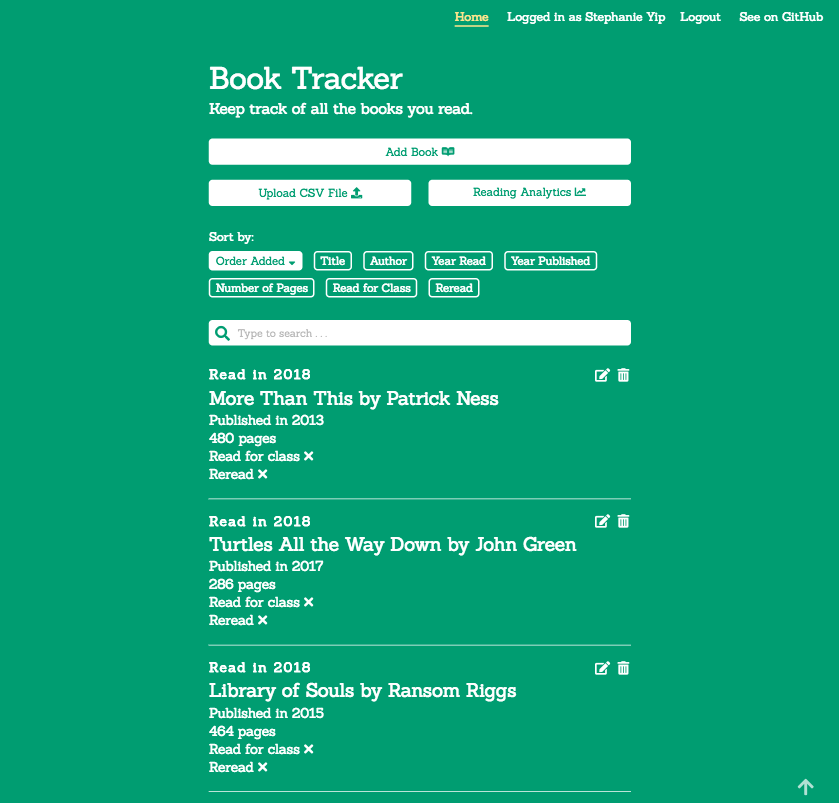 Home Logged in as Stephanie Yip Logout See on GitHub
Book Tracker
Keep track of all the books you read.
Add Book
Upload CSV File Reading Analytics
Sort by:
Order Added Title Author Year Read Year Published
Number of Pages Read for Class Reread
Type to search . . .
Read in 2018
More Than This by Patrick Ness
Published in 2013
480 pages
Read for class
Reread
Read in 2018
Turtles All the Way Down by John Green
Published in 2017
286 pages
Read for class
Reread
Read in 2018
Library of Souls by Ransom Riggs
Published in 2015
464 pages
Read for class
Reread